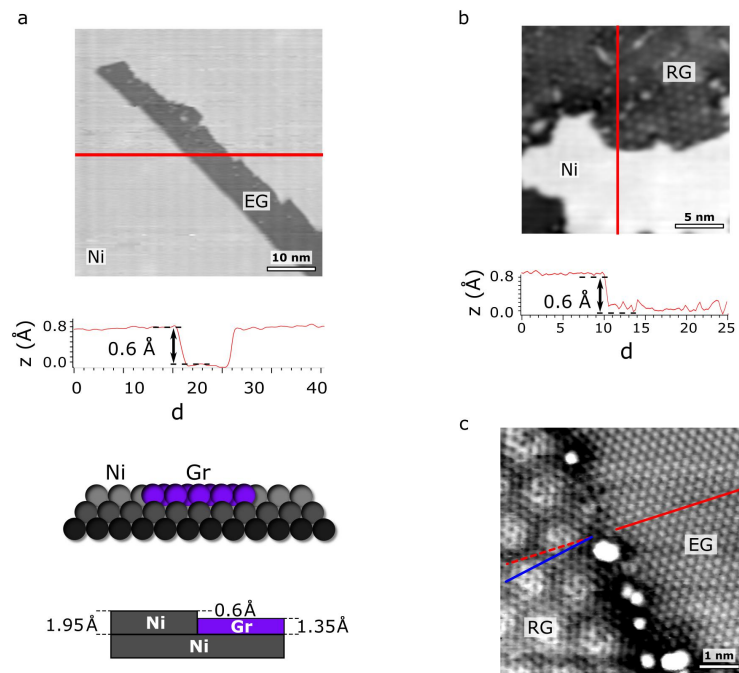 a
EG
Ni
10 nm
z (Å)
0.8
0.0
0.6 Å
0 10 20 30 40
d
Ni Gr
0.6Å
1.95Å
Ni
Gr
1.35Å
Ni
b
RG
Ni
5 nm
z (Å)
0.8
0.0
0.6 Å
0 5 10 15 20 25
d
c
EG
RG
1 nm